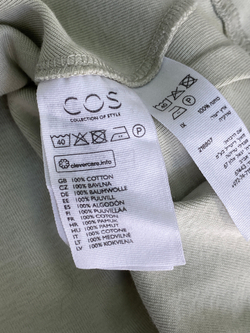 COS
COLLECTION OF STYLE
40
P
clevercare.info
GB 100% COTTON
CZ 100% BAVLNA
DE 100% BAUMWOLLE
EE 100% PUUVILL
ES 100% ALGODÓN
FI 100% PUUVILLAA
FR 100% COTON
HR 100% PAMUK
HU 100% PAMUT
IT 100% COTONE
LT 100% MEDVILNĖ
LV 100% KOKVILNA
40
P
IX